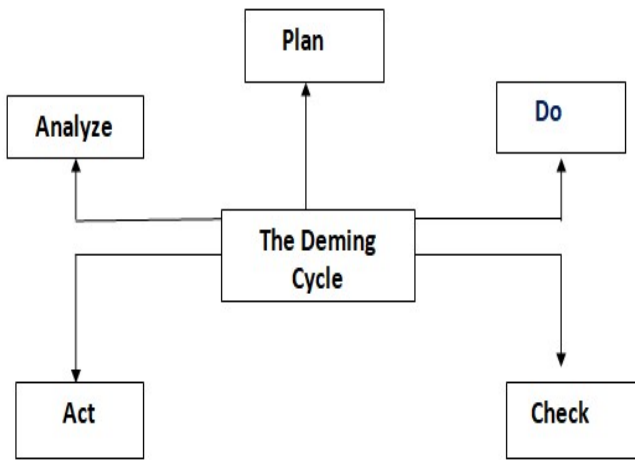 Plan
Analyze
Do
The Deming
Cycle
Act
Check